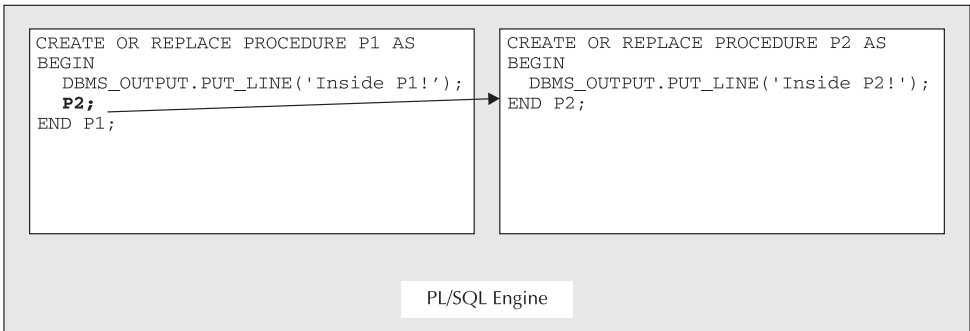 CREATE OR REPLACE PROCEDURE P1 AS
BEGIN
DBMS_OUTPUT.PUT_LINE('Inside P1!’);
P2;
END P1;
CREATE OR REPLACE PROCEDURE P2 AS
BEGIN
DBMS_OUTPUT.PUT_LINE('Inside P2!');
END P2;
PL/SQL Engine